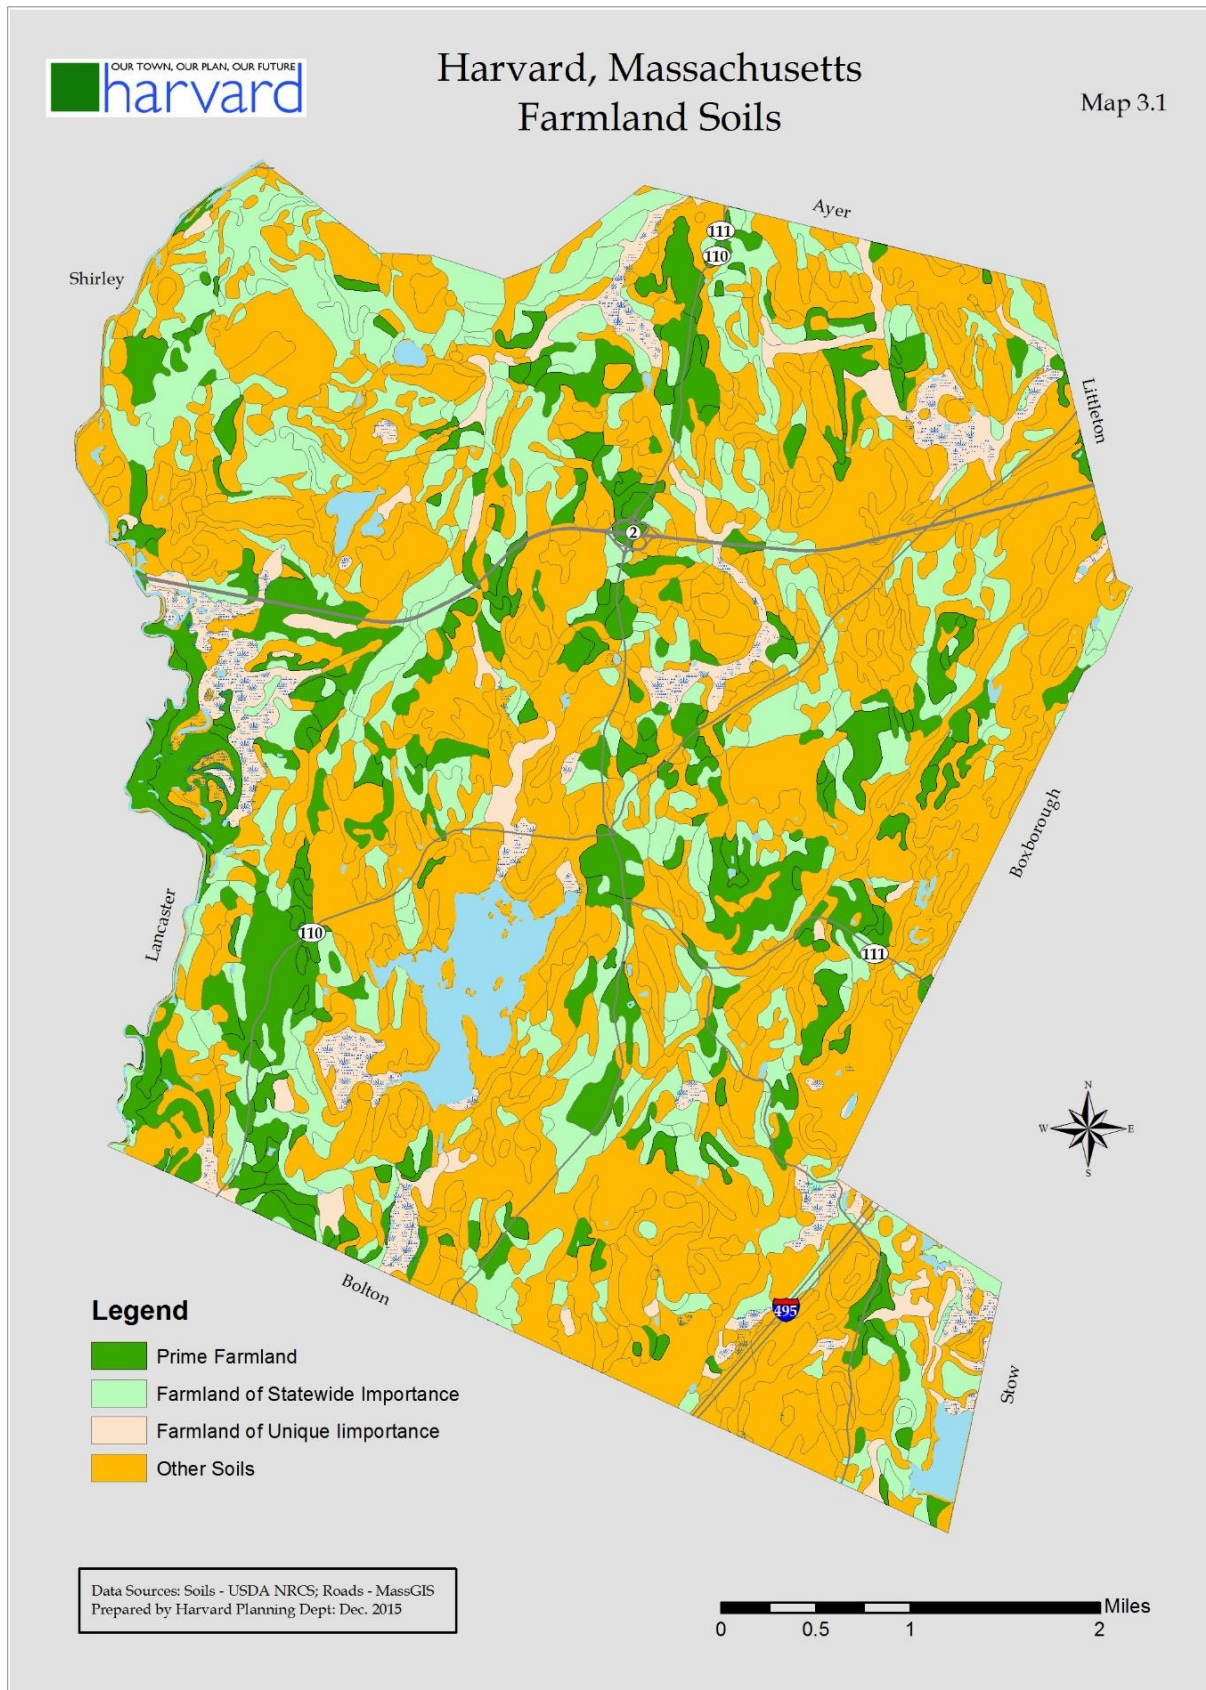 OUR TOWN, OUR PLAN, OUR FUTURE
harvard
Harvard, Massachusetts
Farmland Soils
Map 3.1
Ayer
111
110
Shirley
Littleton
2
Boxborough
Lancaster
110
111
N
W
E
S
Bolton
495
Stow
Legend
Prime Farmland
Farmland of Statewide Importance
Farmland of Unique Iimportance
Other Soils
Data Sources: Soils - USDA NRCS; Roads - MassGIS
Prepared by Harvard Planning Dept: Dec. 2015
Miles
0 0.5 1 2